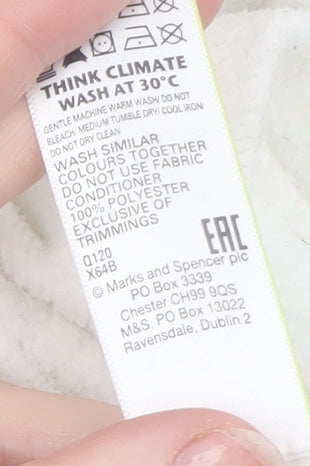 THINK CLIMATE
WASH AT 30°C
GENTLE MACHINE WARM WASH/ DO NOT
BLEACH/ MEDIUM TUMBLE DRY/ COOL IRON/
DO NOT DRY CLEAN
WASH SIMILAR
COLOURS TOGETHER
DO NOT USE FABRIC
CONDITIONER
100% POLYESTER
EXCLUSIVE OF
TRIMMINGS
Q120
X64B
EAC
© Marks and Spencer plc
PO Box 3339
Chester CH99 9QS
M&S, PO Box 13022
Ravensdale, Dublin 2